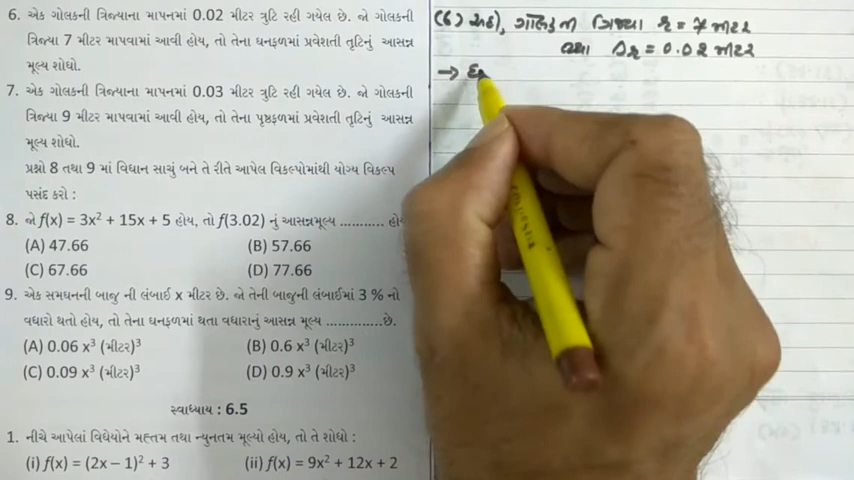 6. એક ગોલકની ત્રિજ્યાના માપનમાં 0.02 મીટર ત્રુટિ રહી ગયેલ છે. જો ગોલકની
ત્રિજ્યા 7 મીટર માપવામાં આવી હોય, તો તેના ઘનફળમાં પ્રવેશતી તૃટિનું આસન્ન
મૂલ્ય શોધો.
7. એક ગોલકની ત્રિજ્યાના માપનમાં 0.03 મીટર ત્રુટિ રહી ગયેલ છે. જો ગોલકની
ત્રિજ્યા 9 મીટર માપવામાં આવી હોય, તો તેના પૃષ્ઠફળમાં પ્રવેશતી તૃટિનું આસન્ન
મૂલ્ય શોધો.
પ્રશ્નો 8 તથા 9 માં વિધાન સાચું બને તે રીતે આપેલ વિકલ્પોમાંથી યોગ્ય વિકલ્પ
પસંદ કરો :
8. જો f(x) = 3x² + 15x + 5 હોય, તો f(3.02) નું આસન્નમૂલ્ય ...........
(A) 47.66 (B) 57.66
(C) 67.66 (D) 77.66
9. એક સમઘનની બાજુ ની લંબાઈ x મીટર છે. જો તેની બાજુની લંબાઈમાં 3 % નો
વધારો થતો હોય, તો તેના ઘનફળમાં થતા વધારાનું આસન્ન મૂલ્ય ..............છે.
(A) 0.06 x³ (મીટર)³ (B) 0.6 x³ (મીટર)³
(C) 0.09 x³ (મીટર)³ (D) 0.9 x³ (મીટર)³
સ્વાધ્યાય : 6.5
1. નીચે આપેલાં વિધેયોને મહત્તમ તથા ન્યુનતમ મૂલ્યો હોય, તો તે શોધો :
(i) f(x) = (2x − 1)² + 3 (ii) f(x) = 9x² + 12x + 2
(6) અહીં, ગોલકની ત્રિજ્યા r = 7 મીટર
તથા Δr = 0.02 મીટર
→